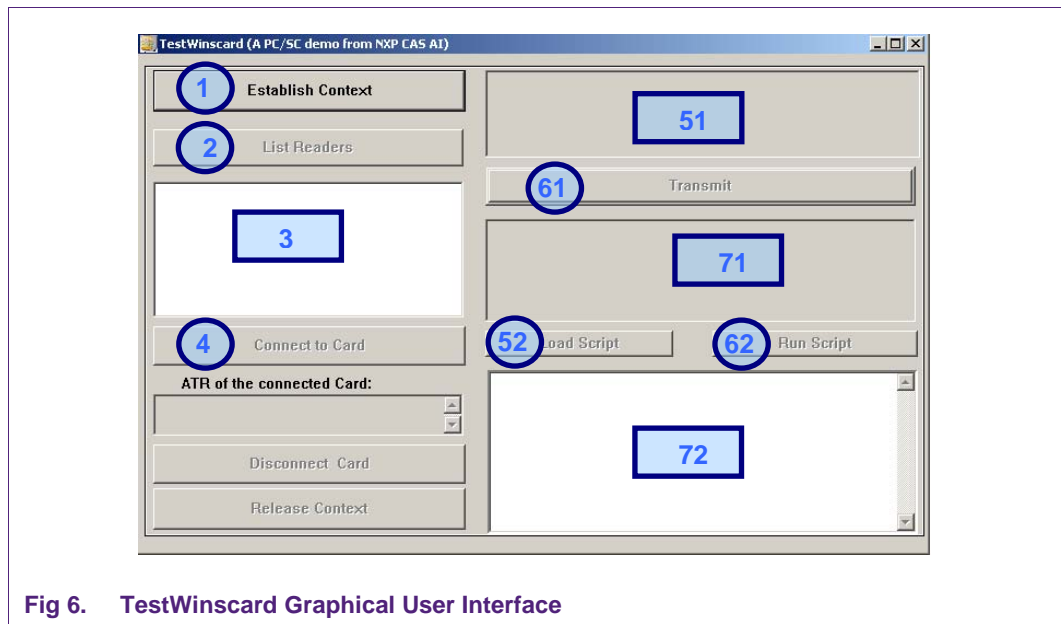 TestWinscard (A PC/SC demo from NXP CAS AI)
1 Establish Context
2 List Readers
3
4 Connect to Card
ATR of the connected Card:
Disconnect Card
Release Context
51
61 Transmit
71
52 Load Script
62 Run Script
72
Fig 6. TestWinscard Graphical User Interface